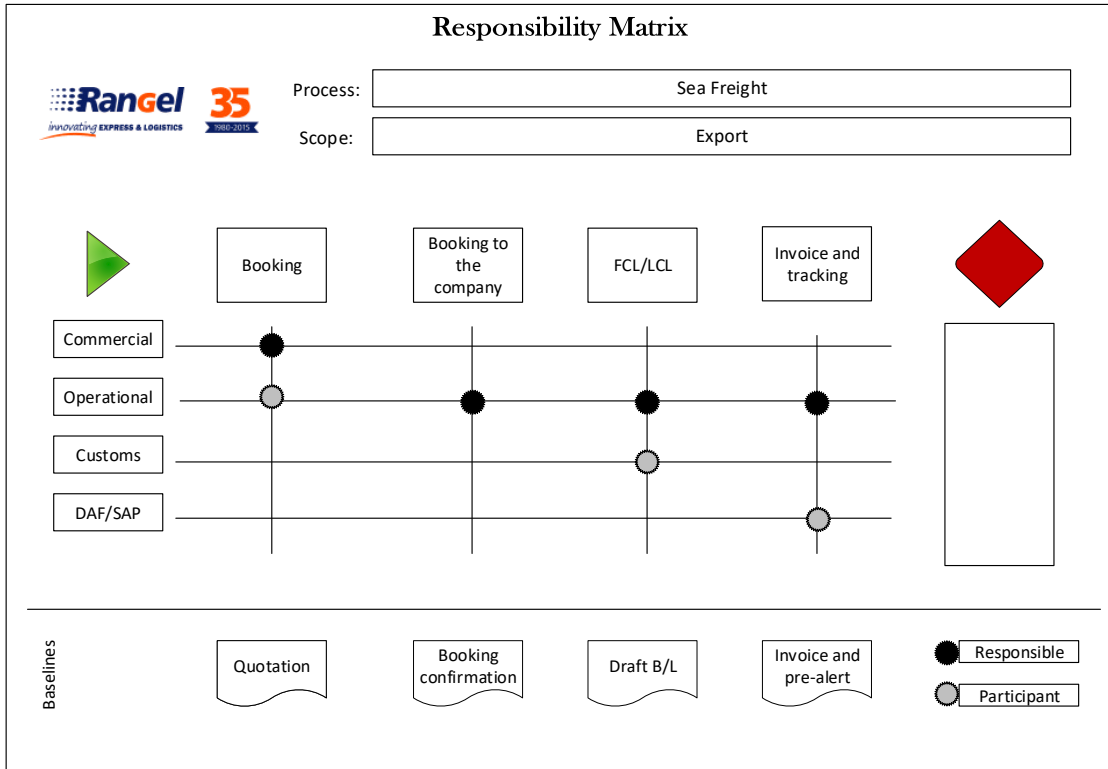 Responsibility Matrix
Rangel
innovating EXPRESS & LOGISTICS
35
1980-2015
Process:
Sea Freight
Scope:
Export
Booking
Booking to
the
company
FCL/LCL
Invoice and
tracking
Commercial
Operational
Customs
DAF/SAP
Baselines
Quotation
Booking
confirmation
Draft B/L
Invoice and
pre-alert
Responsible
Participant